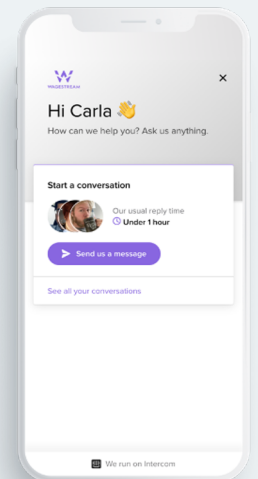 WAGESTREAM
Hi Carla 👋
How can we help you? Ask us anything.
Start a conversation
Our usual reply time
Under 1 hour
Send us a message
See all your conversations
We run on Intercom